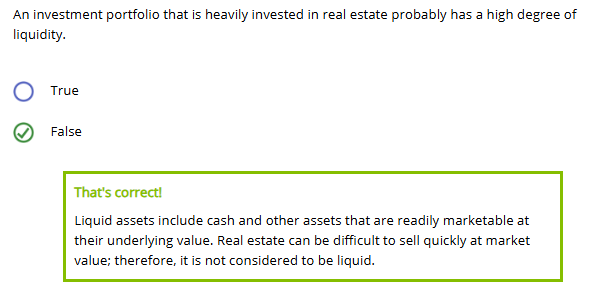 An investment portfolio that is heavily invested in real estate probably has a high degree of
liquidity.
True
False
That's correct!
Liquid assets include cash and other assets that are readily marketable at
their underlying value. Real estate can be difficult to sell quickly at market
value; therefore, it is not considered to be liquid.